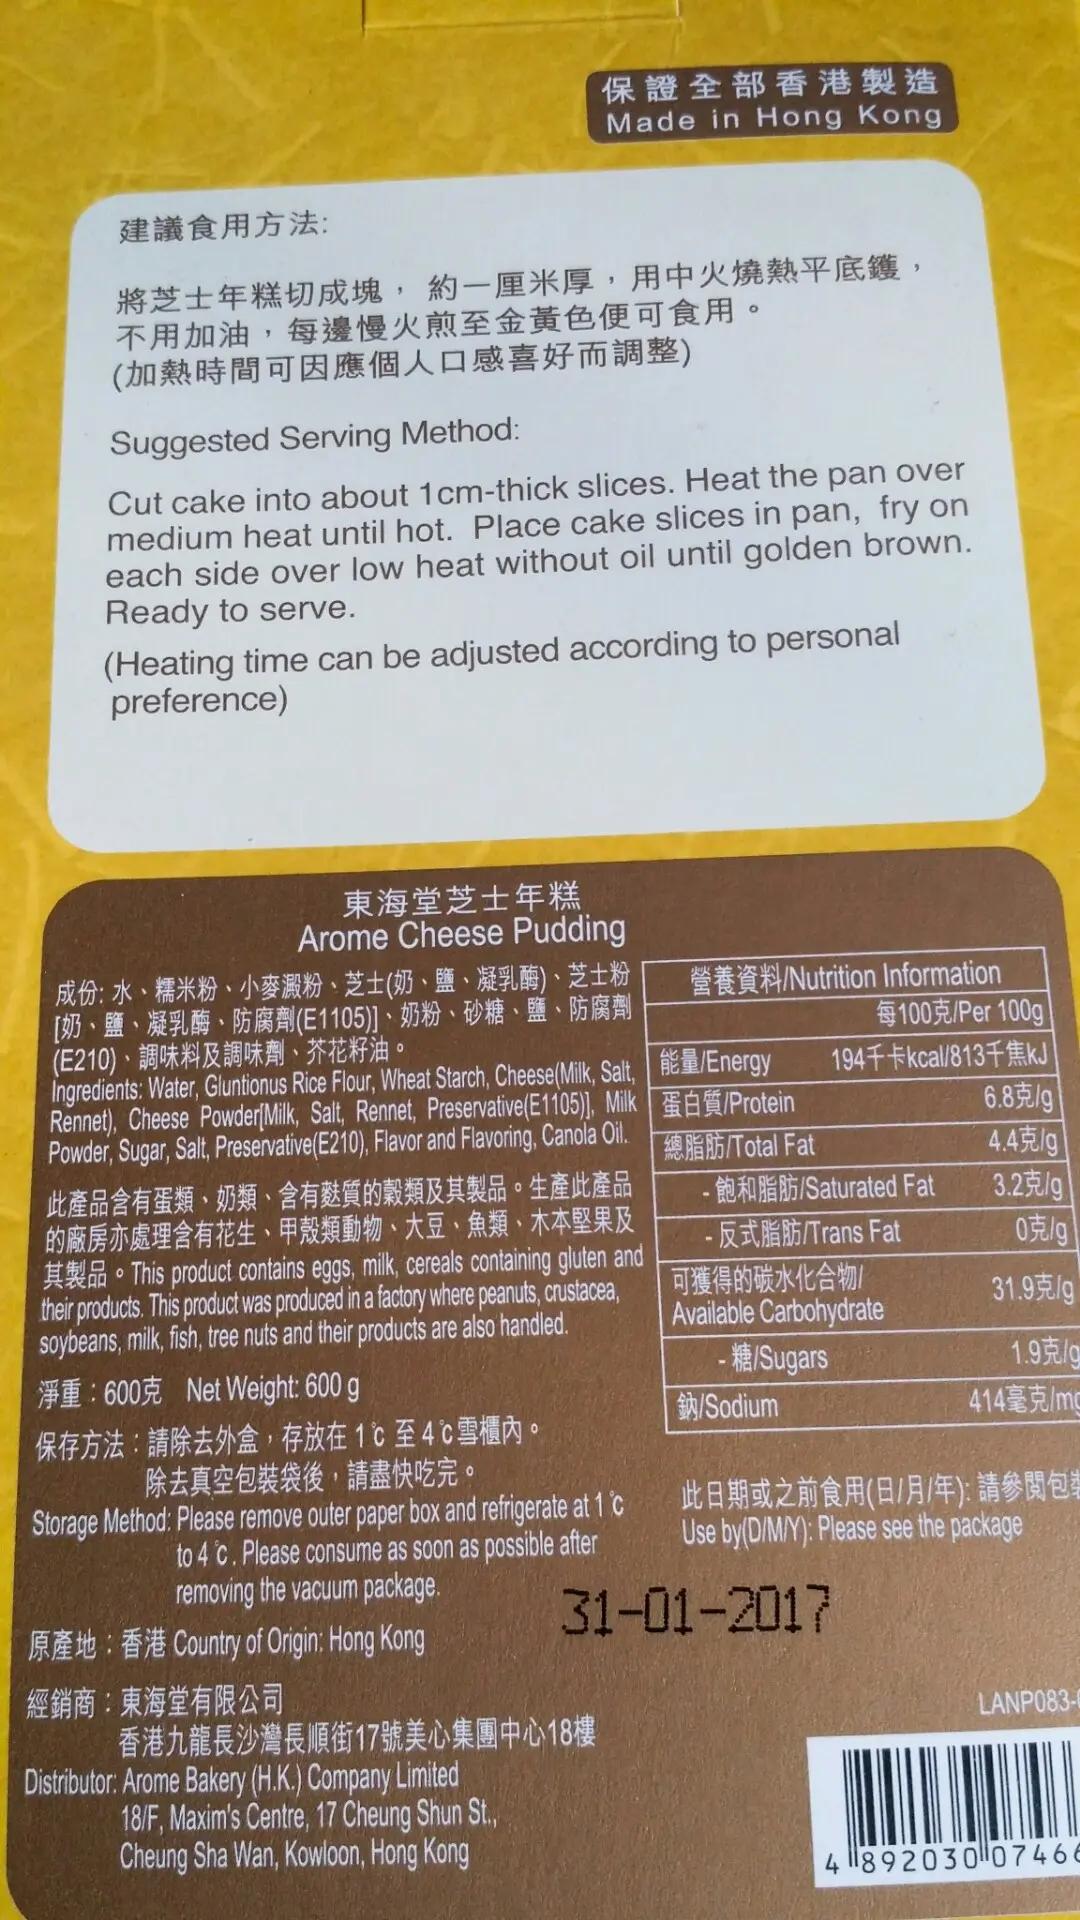 保證全部香港製造
Made in Hong Kong
建議食用方法:
將芝士年糕切成塊，約一厘米厚，用中火燒熱平底鑊，
不用加油，每邊慢火煎至金黃色便可食用。
(加熱時間可因應個人口感喜好而調整)
Suggested Serving Method:
Cut cake into about 1cm-thick slices. Heat the pan over
medium heat until hot. Place cake slices in pan, fry on
each side over low heat without oil until golden brown.
Ready to serve.
(Heating time can be adjusted according to personal
preference)
東海堂芝士年糕
Arome Cheese Pudding
成份: 水、糯米粉、小麥澱粉、芝士(奶、鹽、凝乳酶)、芝士粉
[奶、鹽、凝乳酶、防腐劑(E1105)]、奶粉、砂糖、鹽、防腐劑
(E210)、調味料及調味劑、芥花籽油。
Ingredients: Water, Gluntionus Rice Flour, Wheat Starch, Cheese(Milk, Salt,
Rennet), Cheese Powder[Milk, Salt, Rennet, Preservative(E1105)], Milk
Powder, Sugar, Salt, Preservative(E210), Flavor and Flavoring, Canola Oil.
此產品含有蛋類、奶類、含有麩質的穀類及其製品。生產此產品
的廠房亦處理含有花生、甲殼類動物、大豆、魚類、木本堅果及
其製品。This product contains eggs, milk, cereals containing gluten and
their products. This product was produced in a factory where peanuts, crustacea,
soybeans, milk, fish, tree nuts and their products are also handled.
淨重：600克 Net Weight: 600 g
保存方法：請除去外盒，存放在 1℃ 至 4℃雪櫃內。
除去真空包裝袋後，請盡快吃完。
Storage Method: Please remove outer paper box and refrigerate at 1℃
to 4℃. Please consume as soon as possible after
removing the vacuum package.
原產地：香港 Country of Origin: Hong Kong
經銷商：東海堂有限公司
香港九龍長沙灣長順街17號美心集團中心18樓
Distributor: Arome Bakery (H.K.) Company Limited
18/F, Maxim's Centre, 17 Cheung Shun St.,
Cheung Sha Wan, Kowloon, Hong Kong
營養資料/Nutrition Information
每100克/Per 100g
能量/Energy 194千卡kcal/813千焦kJ
蛋白質/Protein 6.8克/g
總脂肪/Total Fat 4.4克/g
- 飽和脂肪/Saturated Fat 3.2克/g
- 反式脂肪/Trans Fat 0克/g
可獲得的碳水化合物/
Available Carbohydrate 31.9克/g
- 糖/Sugars 1.9克/g
鈉/Sodium 414毫克/mg
此日期或之前食用(日/月/年): 請參閱包裝
Use by(D/M/Y): Please see the package
31-01-2017
LANP083-
4 892030 07466